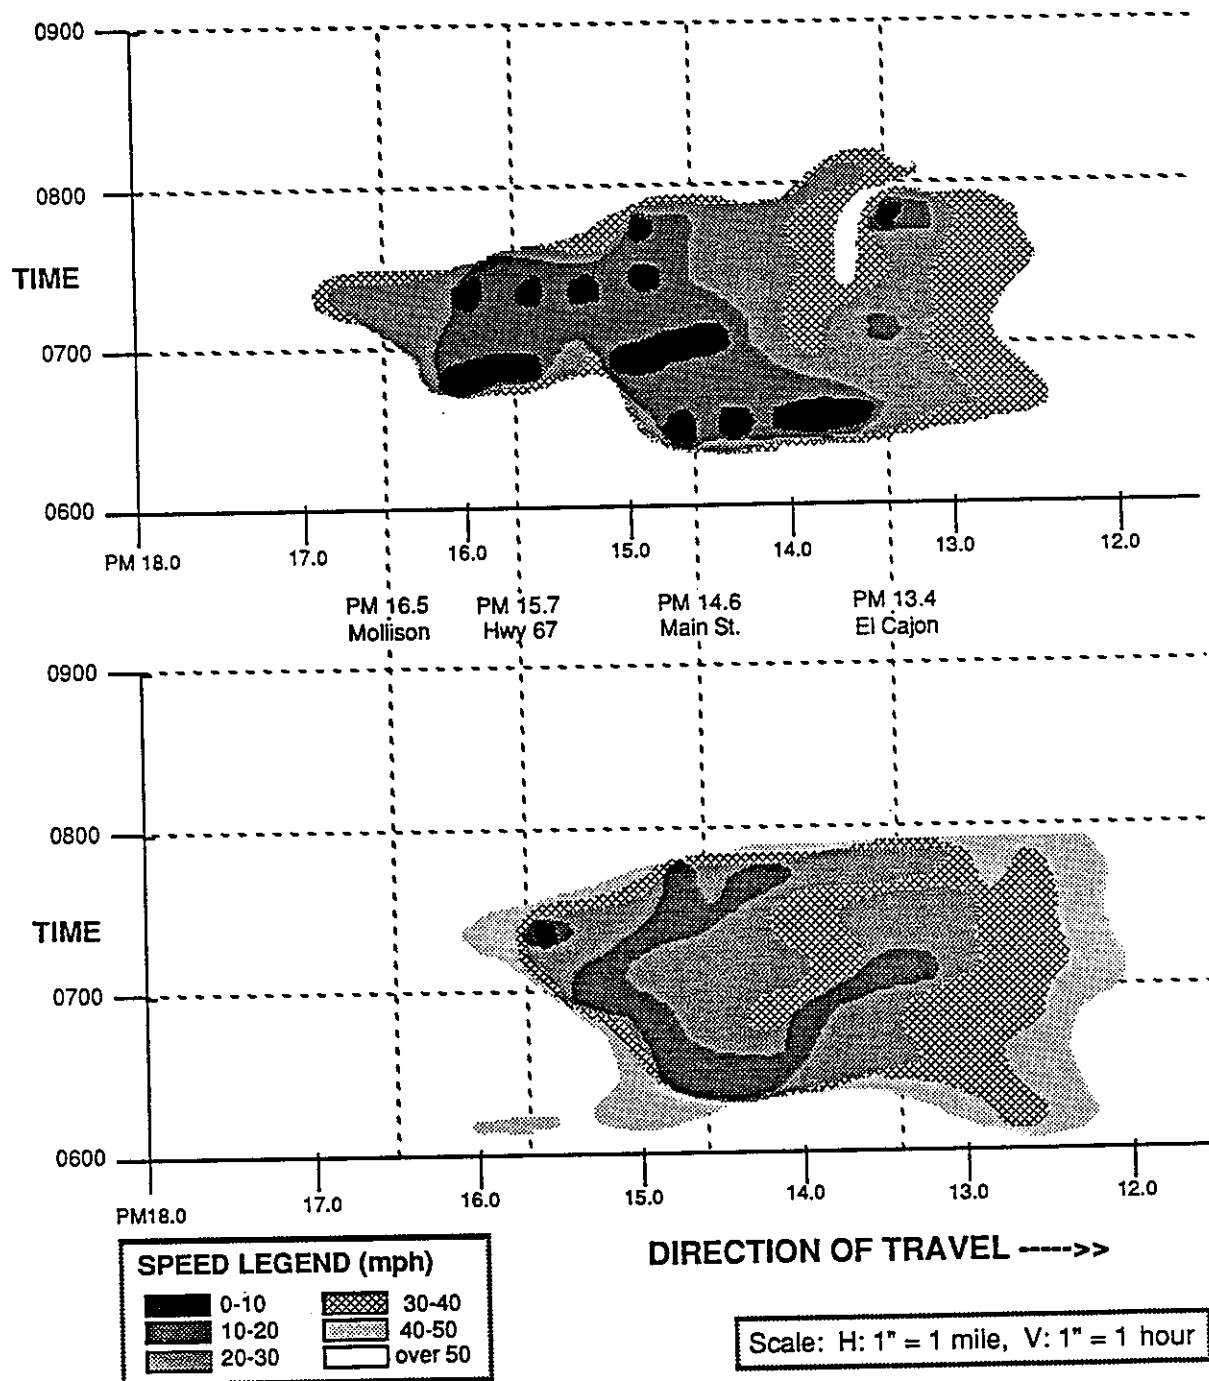 0900
0800
TIME
0700
0600
PM 18.0
17.0
16.0
15.0
14.0
13.0
12.0
PM 16.5
Mollison
PM 15.7
Hwy 67
PM 14.6
Main St.
PM 13.4
El Cajon
0900
0800
TIME
0700
0600
PM18.0
17.0
16.0
15.0
14.0
13.0
12.0
SPEED LEGEND (mph)
0-10
30-40
10-20
40-50
20-30
over 50
DIRECTION OF TRAVEL ----->>
Scale: H: 1" = 1 mile, V: 1" = 1 hour